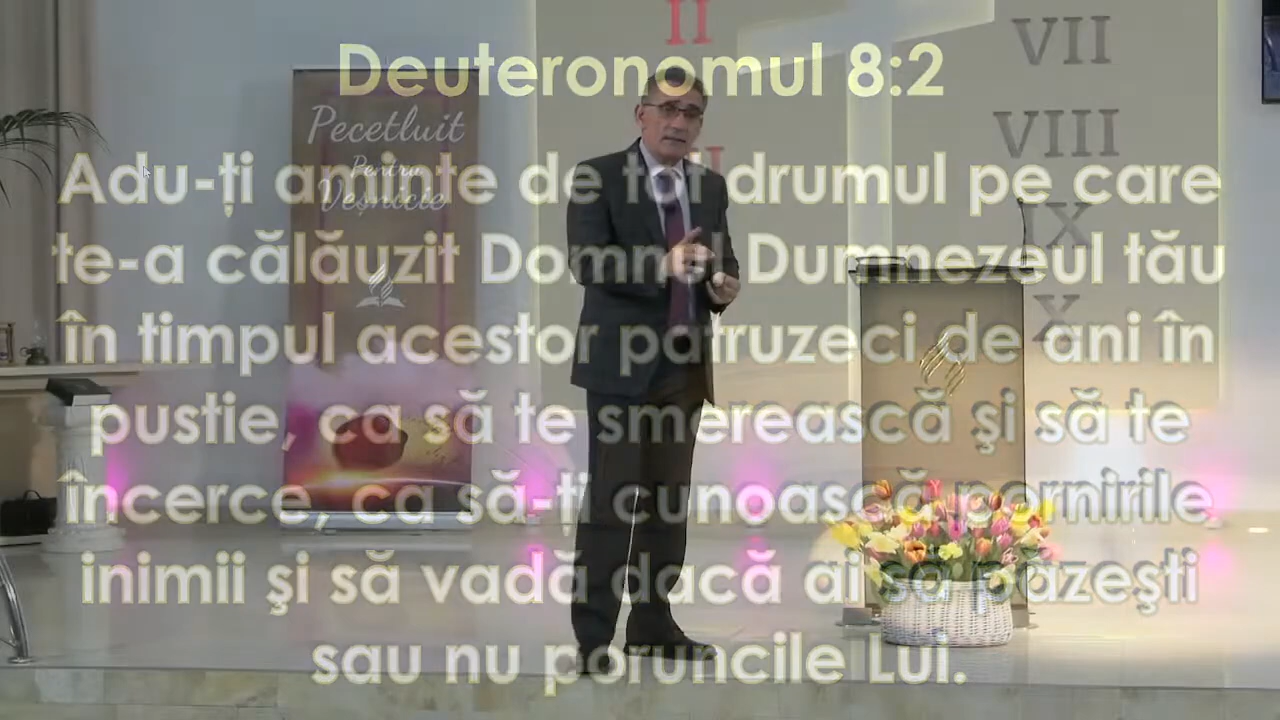 Deuteronomul 8:2
Adu-ți aminte de tot drumul pe care
te-a călăuzit Domnul Dumnezeul tău
în timpul acestor patruzeci de ani în
pustie, ca să te smerească şi să te
încerce, ca să-ți cunoască pornirile
inimii şi să vadă dacă ai să păzeşti
sau nu poruncile Lui.
Pecetluit
Pentru
Veșnicie
II
VII
VIII
IX
X